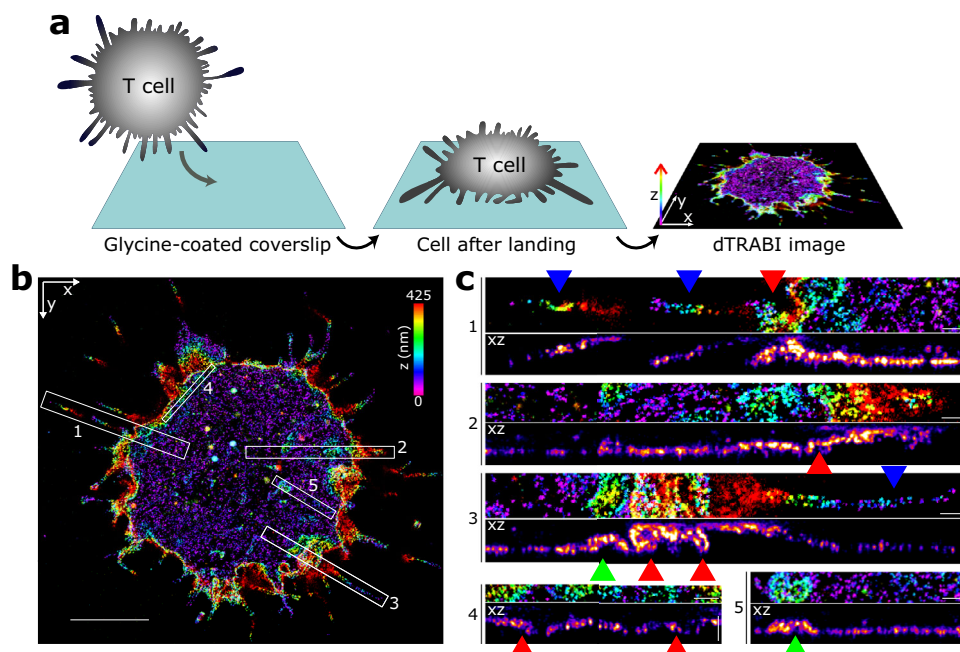 a
T cell
T cell
z
y
x
Glycine-coated coverslip
Cell after landing
dTRABI image
b
x
y
425
z (nm)
0
1
2
3
4
5
c
1
xz
2
xz
3
xz
4
xz
5
xz